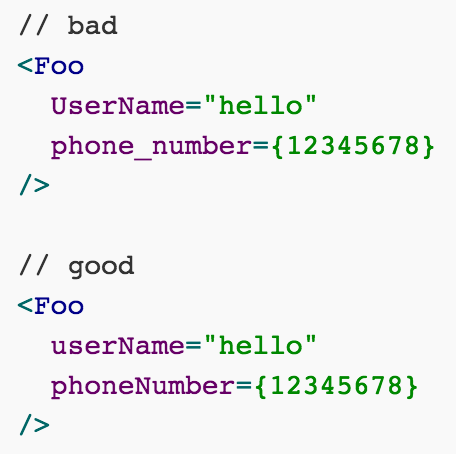 // bad
<Foo
  UserName="hello"
  phone_number={12345678}
/>

// good
<Foo
  userName="hello"
  phoneNumber={12345678}
/>